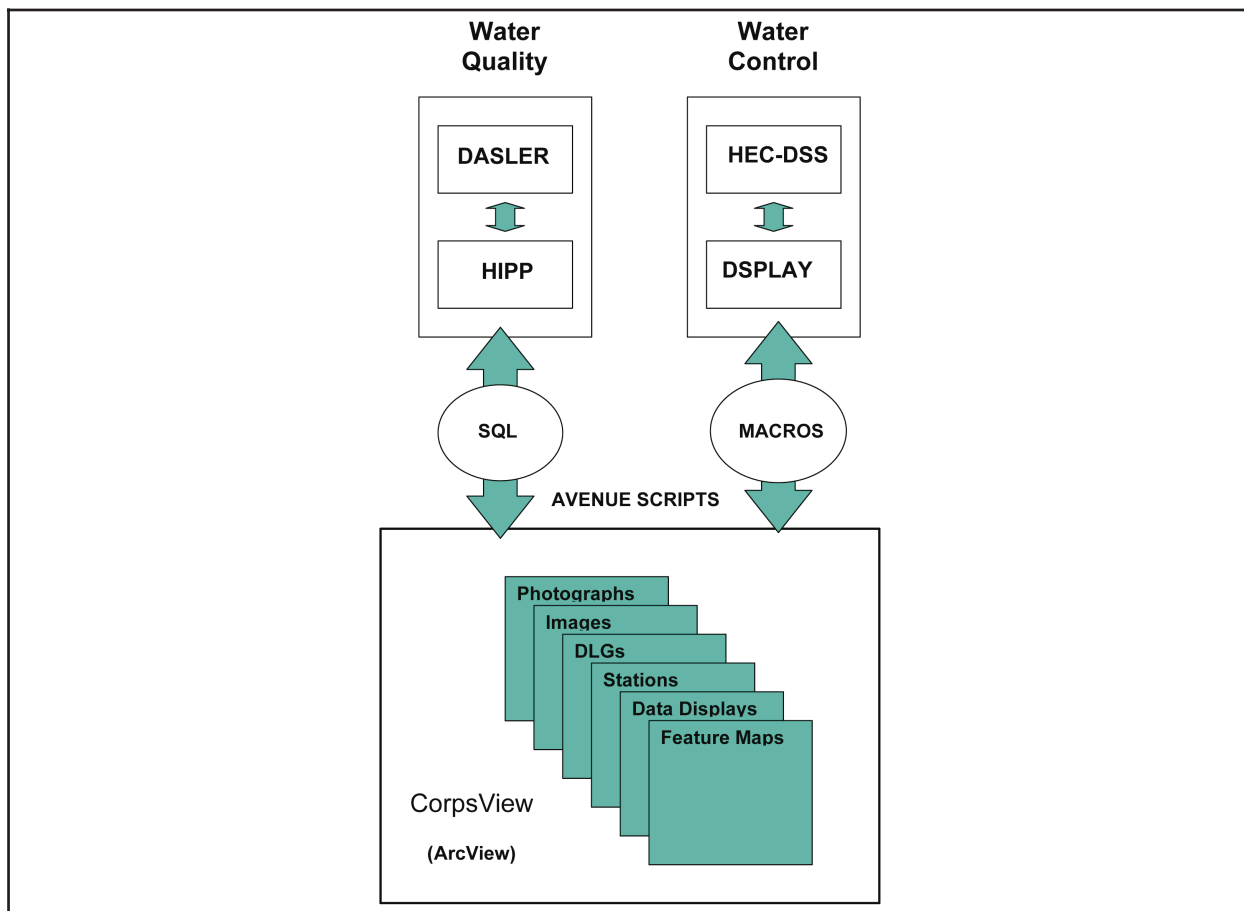 Water
Quality
Water
Control
DASLER
HEC-DSS
HIPP
DSPLAY
SQL
MACROS
AVENUE SCRIPTS
Photographs
Images
DLGs
Stations
Data Displays
Feature Maps
CorpsView
(ArcView)